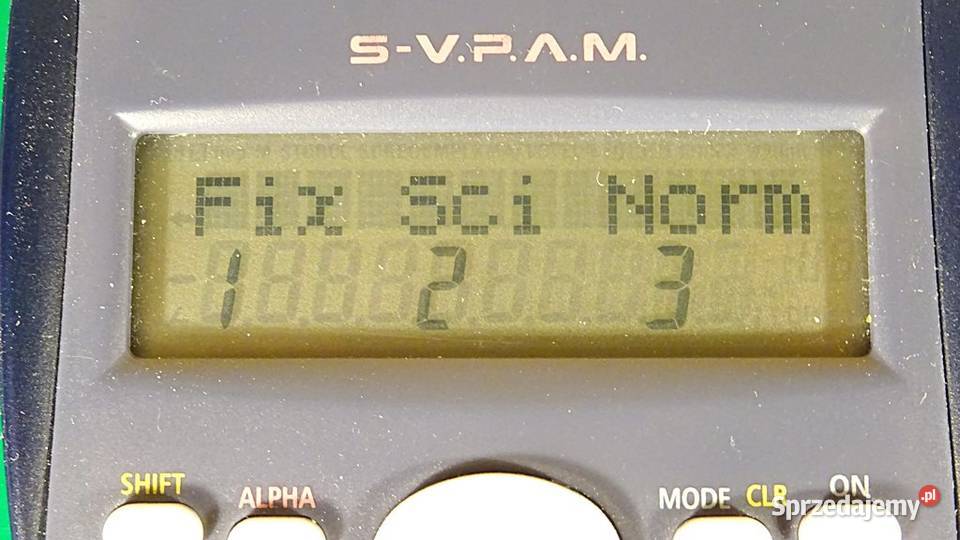 S-V.P.A.M.
Fix Sci Norm
1 2 3
SHIFT ALPHA MODE CLR ON
Sprzedajemy.pl